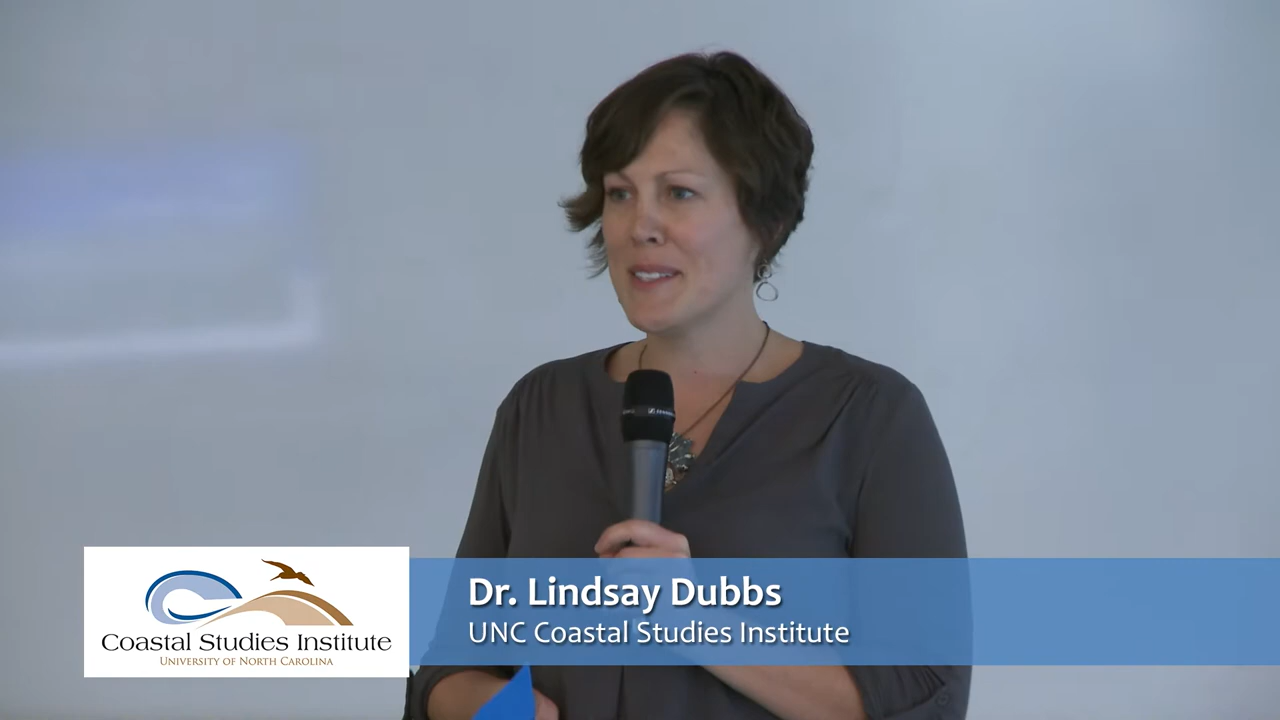 Dr. Lindsay Dubbs
UNC Coastal Studies Institute
Coastal Studies Institute
UNIVERSITY OF NORTH CAROLINA